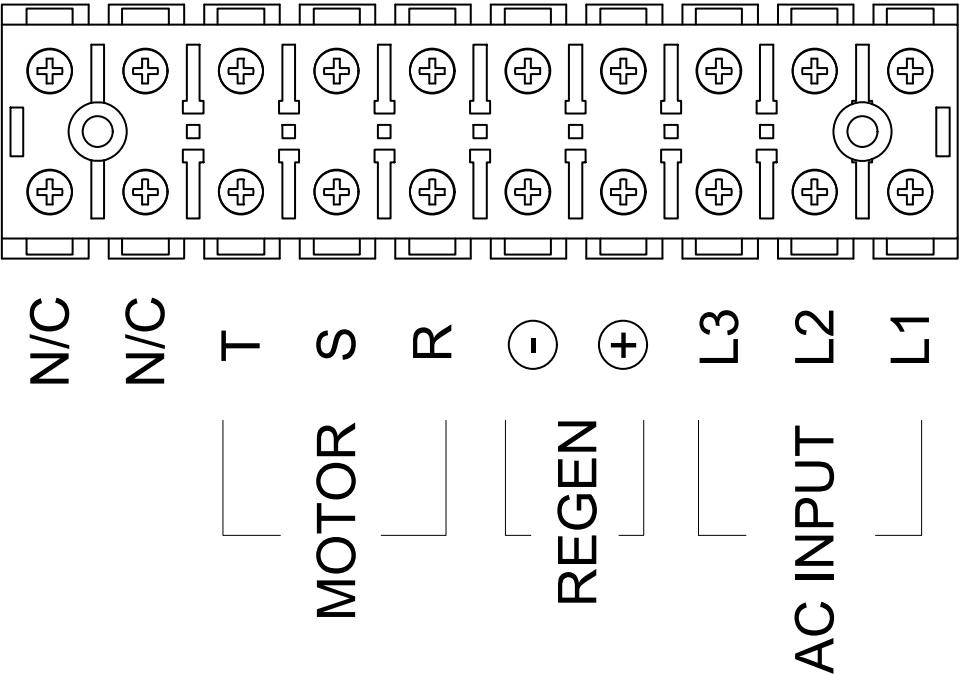 N/C
N/C
T
S
R
-
+
L3
L2
L1
MOTOR
REGEN
AC INPUT